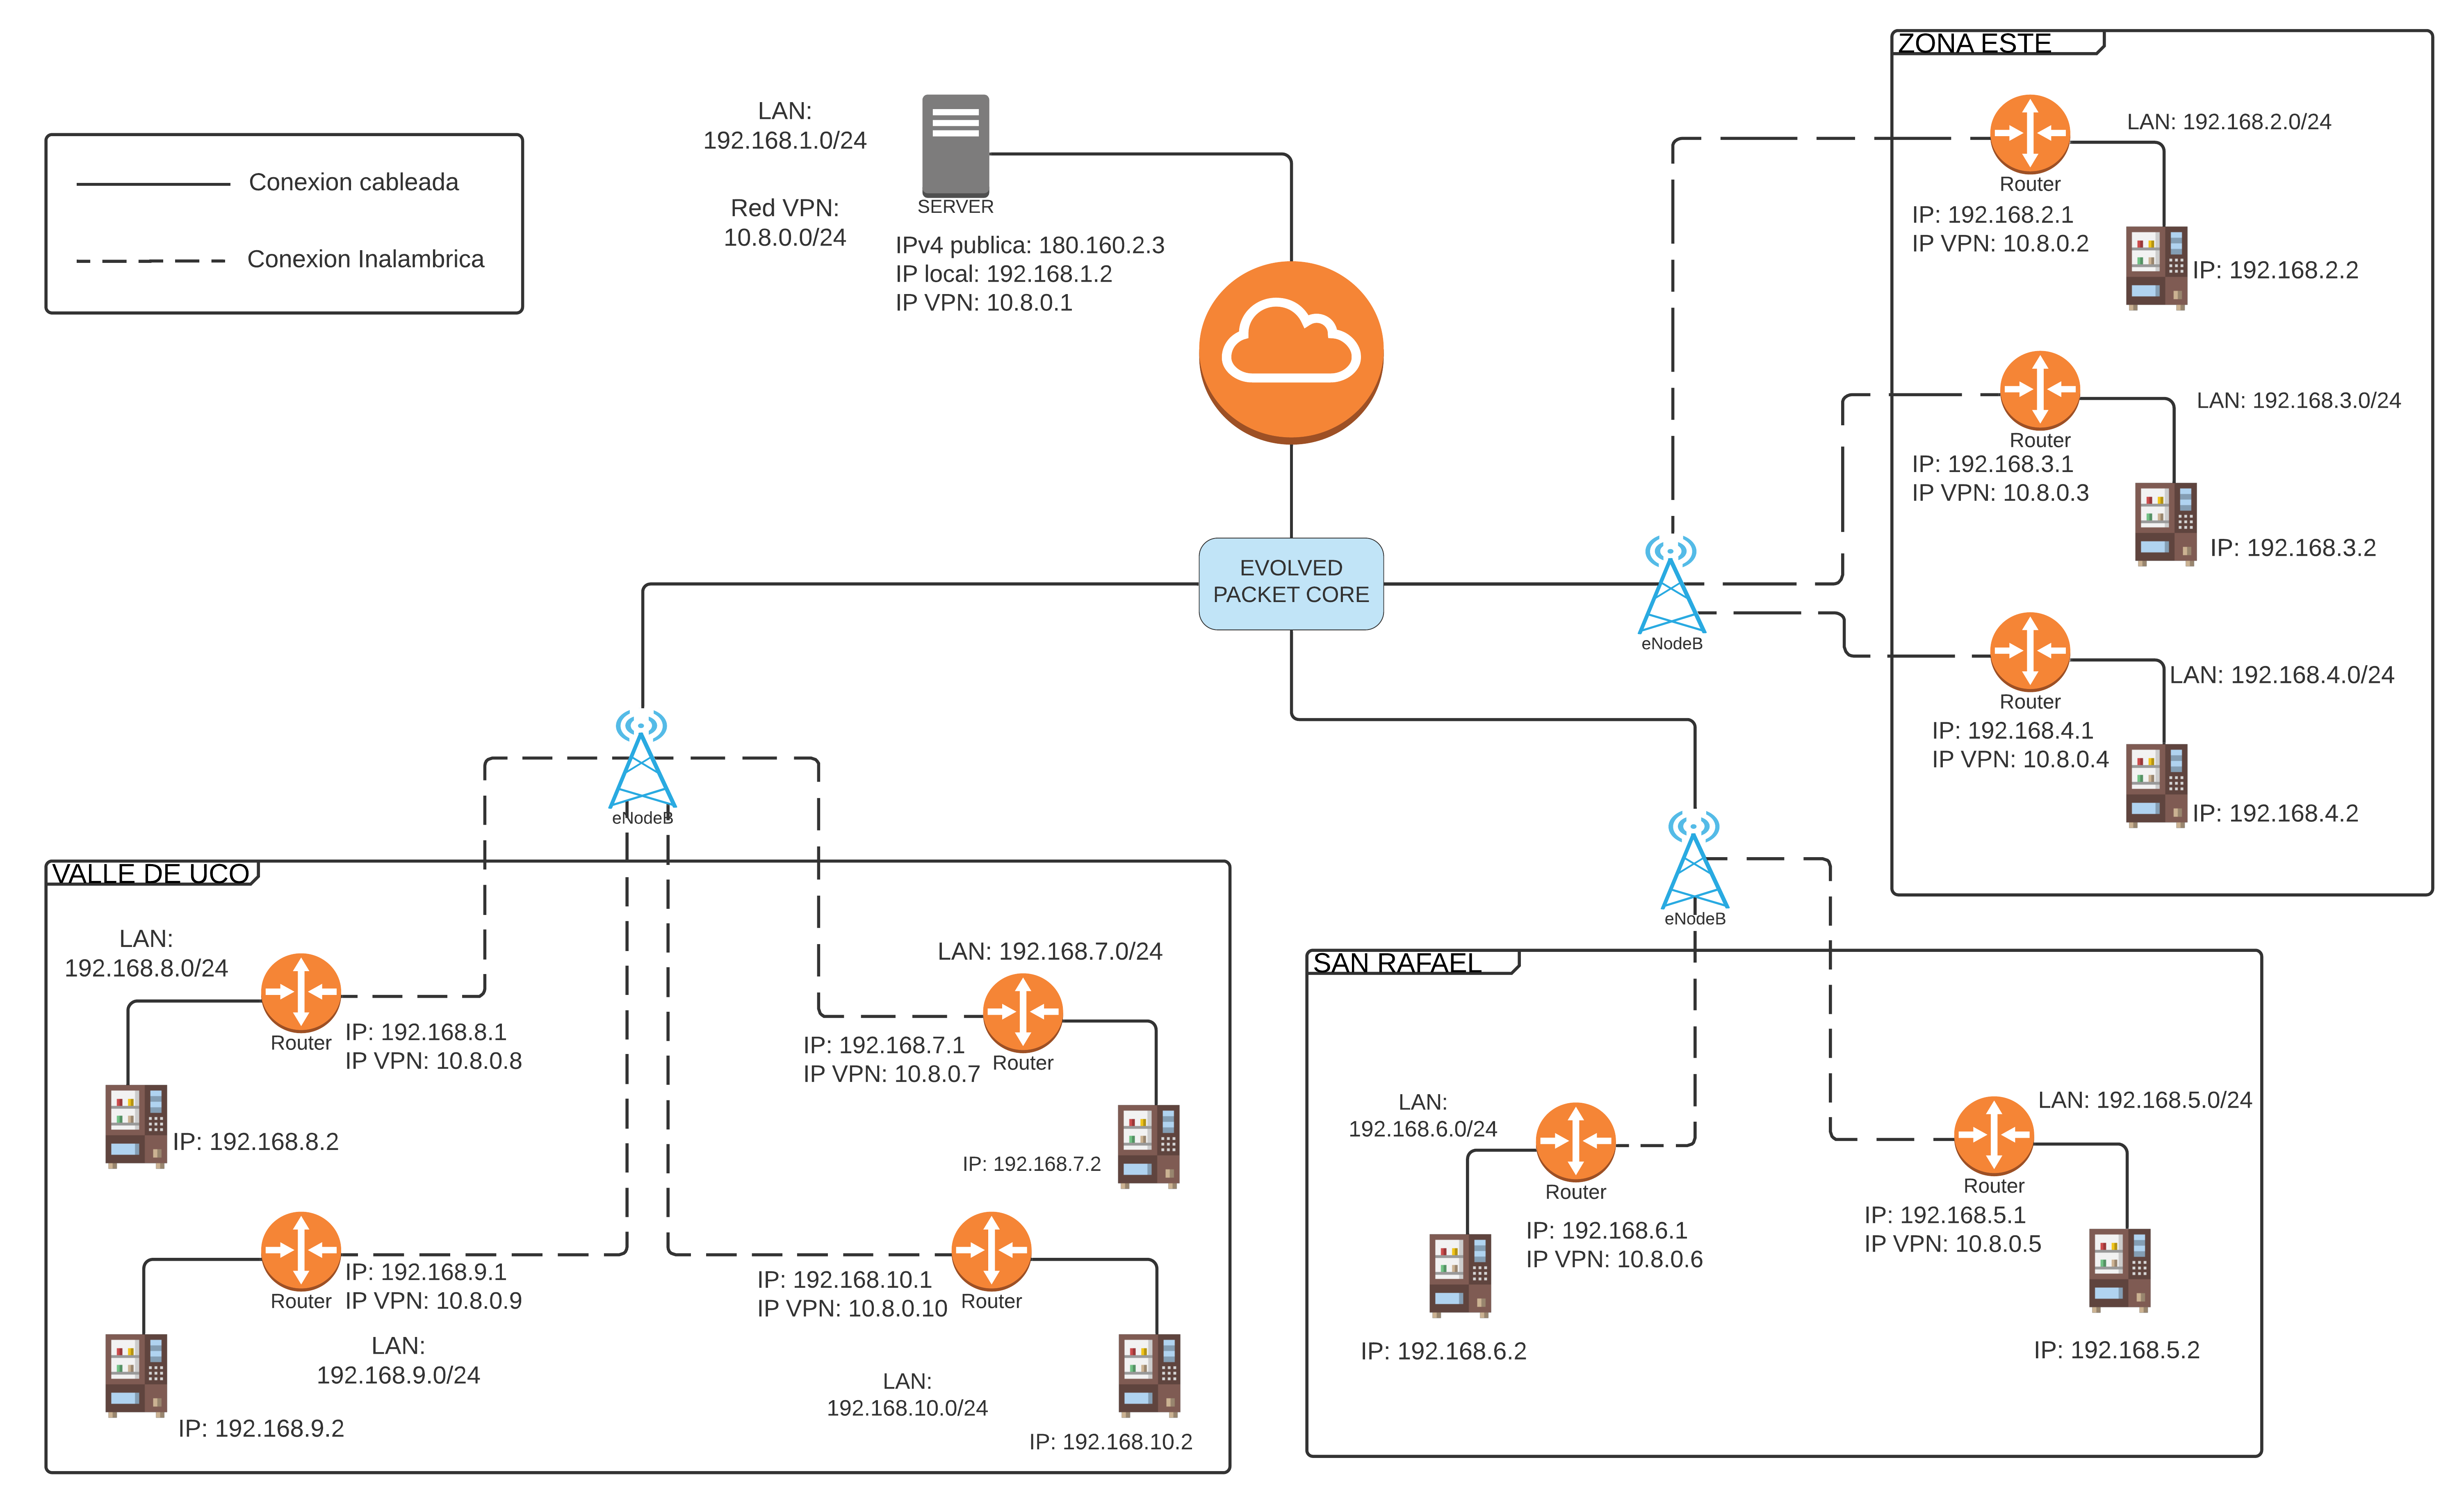 Conexion cableada
Conexion Inalambrica
LAN:
192.168.1.0/24
Red VPN:
10.8.0.0/24
SERVER
IPv4 publica: 180.160.2.3
IP local: 192.168.1.2
IP VPN: 10.8.0.1
EVOLVED
PACKET CORE
eNodeB
eNodeB
eNodeB
ZONA ESTE
LAN: 192.168.2.0/24
Router
IP: 192.168.2.1
IP VPN: 10.8.0.2
IP: 192.168.2.2
LAN: 192.168.3.0/24
Router
IP: 192.168.3.1
IP VPN: 10.8.0.3
IP: 192.168.3.2
LAN: 192.168.4.0/24
Router
IP: 192.168.4.1
IP VPN: 10.8.0.4
IP: 192.168.4.2
VALLE DE UCO
LAN:
192.168.8.0/24
Router
IP: 192.168.8.1
IP VPN: 10.8.0.8
IP: 192.168.8.2
LAN: 192.168.7.0/24
IP: 192.168.7.1
IP VPN: 10.8.0.7
Router
IP: 192.168.7.2
Router
IP: 192.168.9.1
IP VPN: 10.8.0.9
LAN:
192.168.9.0/24
IP: 192.168.9.2
IP: 192.168.10.1
IP VPN: 10.8.0.10
Router
LAN:
192.168.10.0/24
IP: 192.168.10.2
SAN RAFAEL
LAN:
192.168.6.0/24
Router
IP: 192.168.6.1
IP VPN: 10.8.0.6
IP: 192.168.6.2
LAN: 192.168.5.0/24
Router
IP: 192.168.5.1
IP VPN: 10.8.0.5
IP: 192.168.5.2